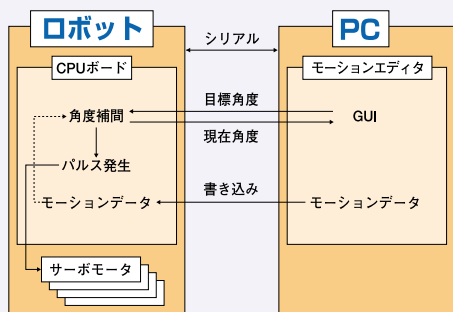 ロボット
シリアル
PC
CPUボード
モーションエディタ
角度補間
目標角度
GUI
現在角度
パルス発生
モーションデータ
書き込み
モーションデータ
サーボモータ